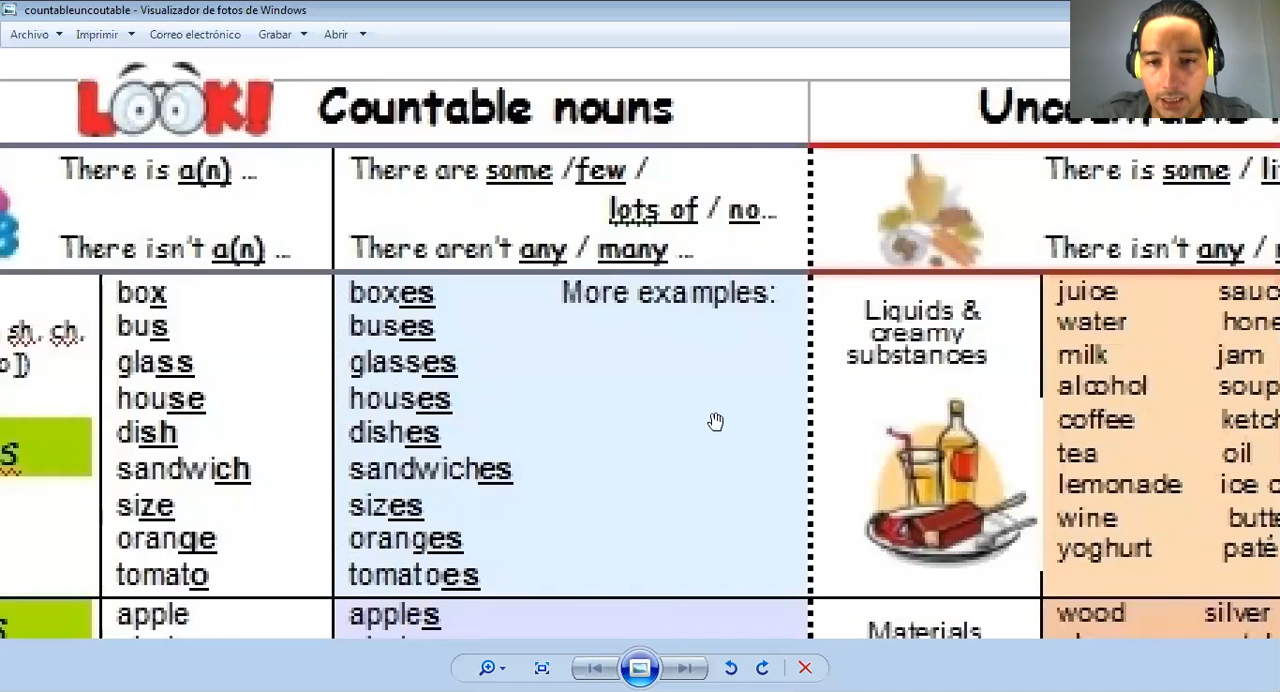 countableuncoutable - Visualizador de fotos de Windows
Archivo Imprimir Correo electrónico Grabar Abrir
LOOK! Countable nouns
There is a(n) ... There are some /few /
lots of / no...
There isn't a(n) ... There aren't any / many ...
There is some /
There isn't any /
sh, ch,
s
box boxes More examples:
bus buses
glass glasses
house houses
dish dishes
sandwich sandwiches
size sizes
orange oranges
tomato tomatoes
apple apples
Liquids &
creamy
substances
juice
water
milk jam
alcohol soup
coffee
tea oil
lemonade ice
wine
yoghurt paté
Materials
wood silver